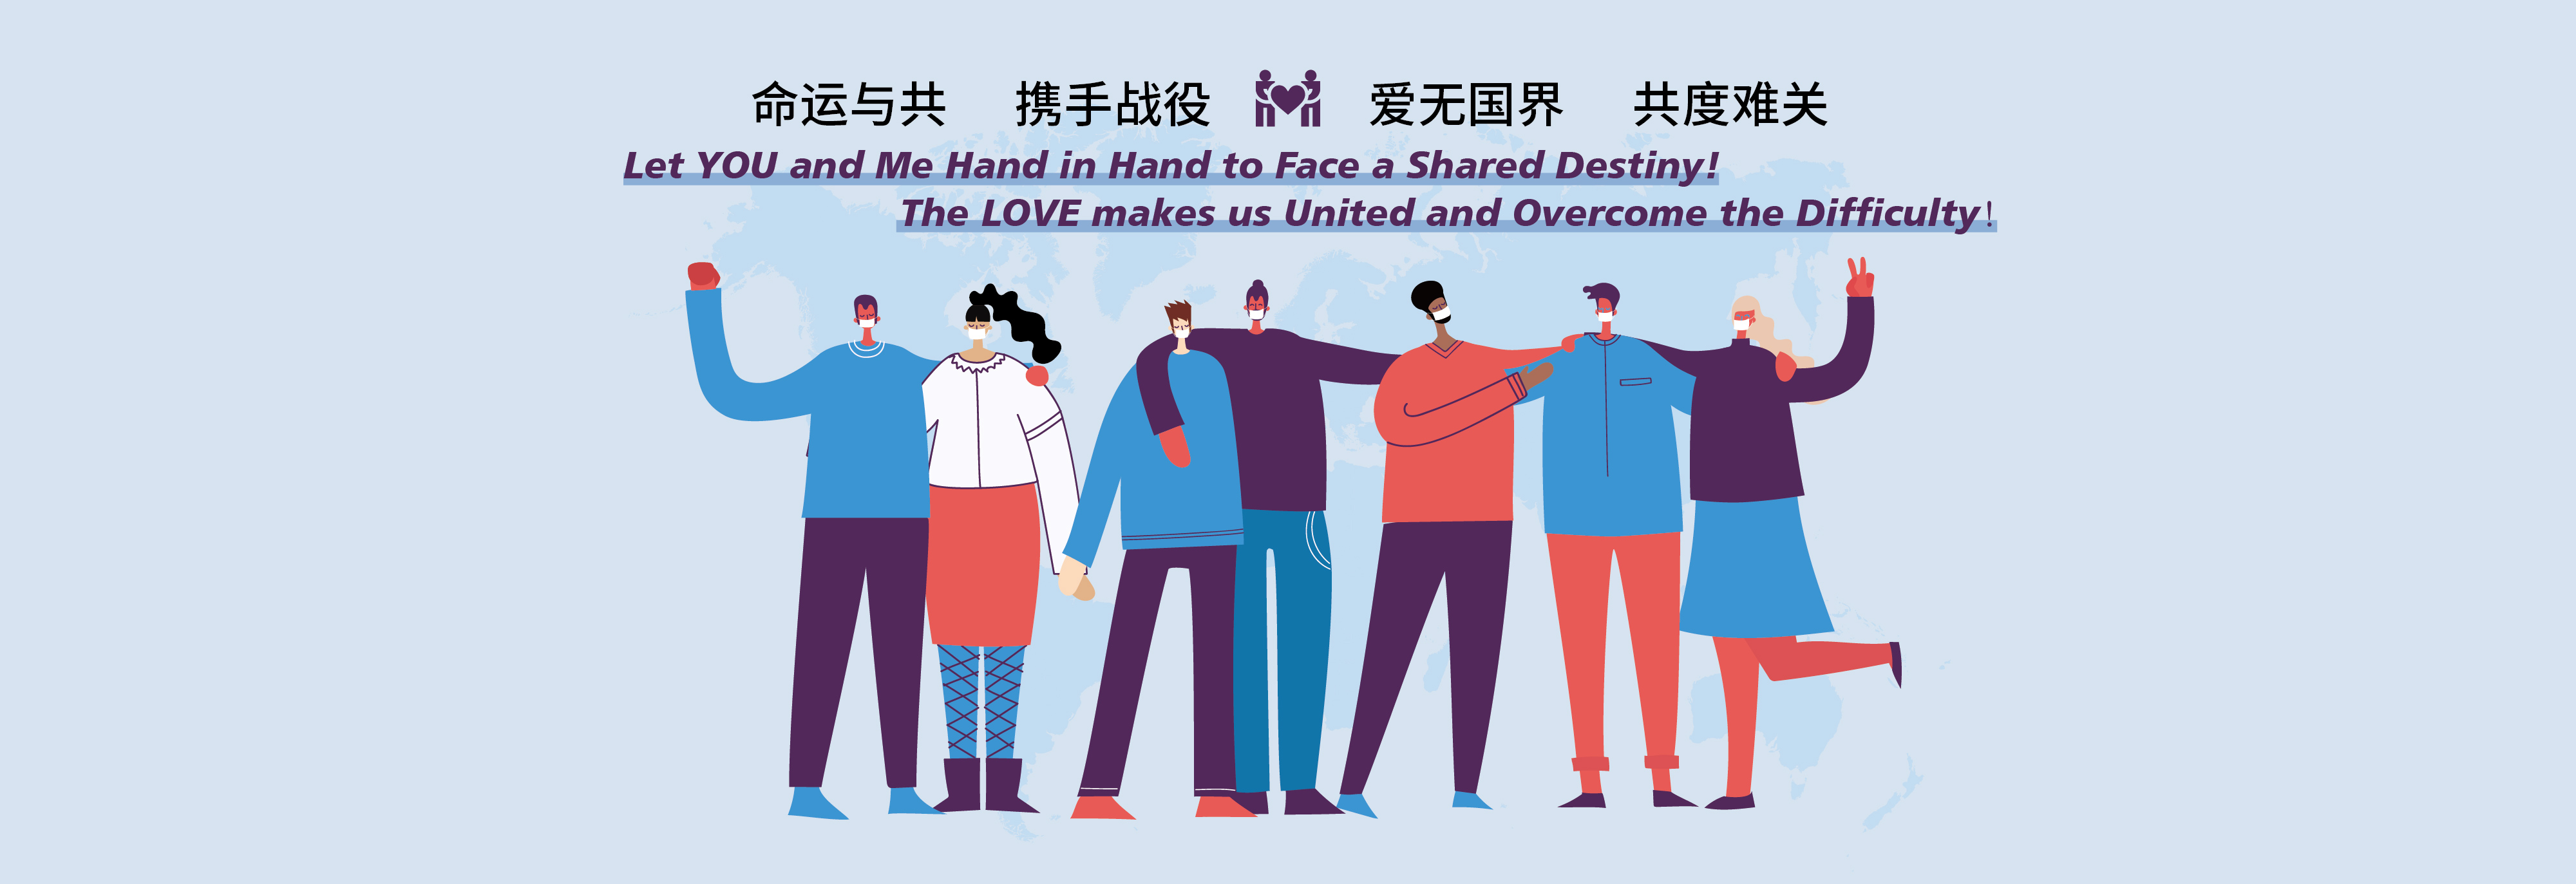 命运与共 携手战役 爱无国界 共度难关
Let YOU and Me Hand in Hand to Face a Shared Destiny!
The LOVE makes us United and Overcome the Difficulty！